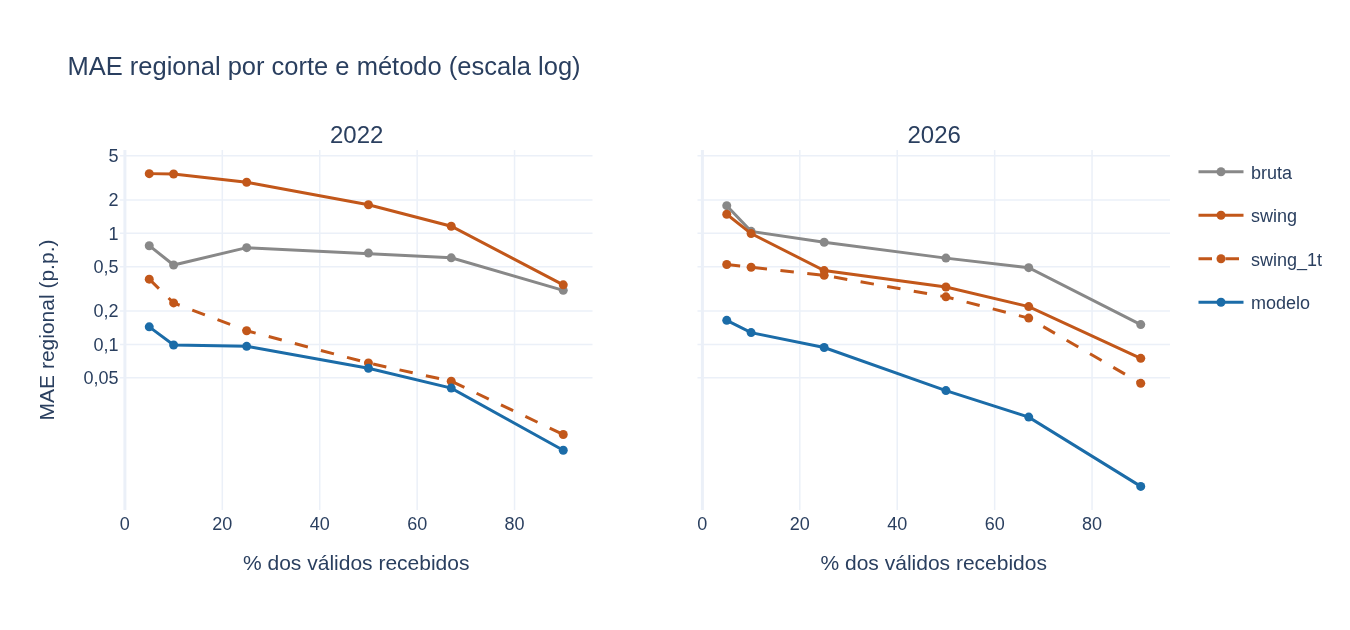 MAE regional por corte e método (escala log)
2022
2026
5
2
1
0,5
0,2
0,1
0,05
MAE regional (p.p.)
0 20 40 60 80
0 20 40 60 80
% dos válidos recebidos
% dos válidos recebidos
bruta
swing
swing_1t
modelo